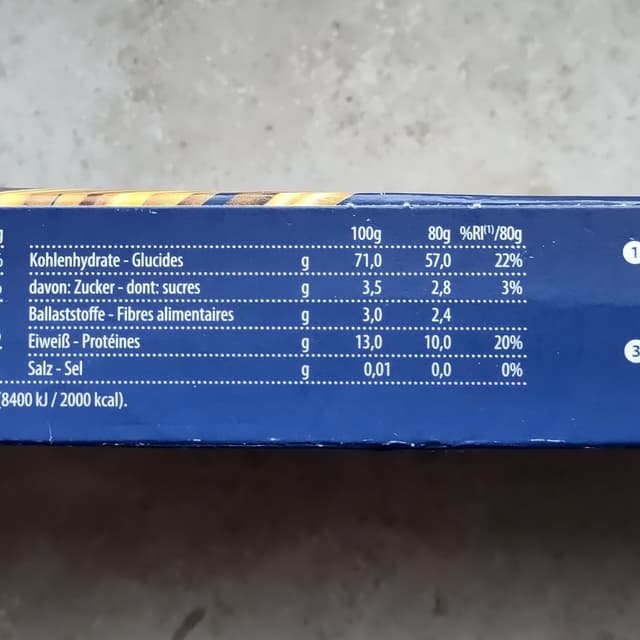 g 100g 80g %RI⁽¹⁾/80g
Kohlenhydrate - Glucides g 71,0 57,0 22%
davon: Zucker - dont: sucres g 3,5 2,8 3%
Ballaststoffe - Fibres alimentaires g 3,0 2,4
Eiweiß - Protéines g 13,0 10,0 20%
Salz - Sel g 0,01 0,0 0%
(8400 kJ / 2000 kcal).
1
3